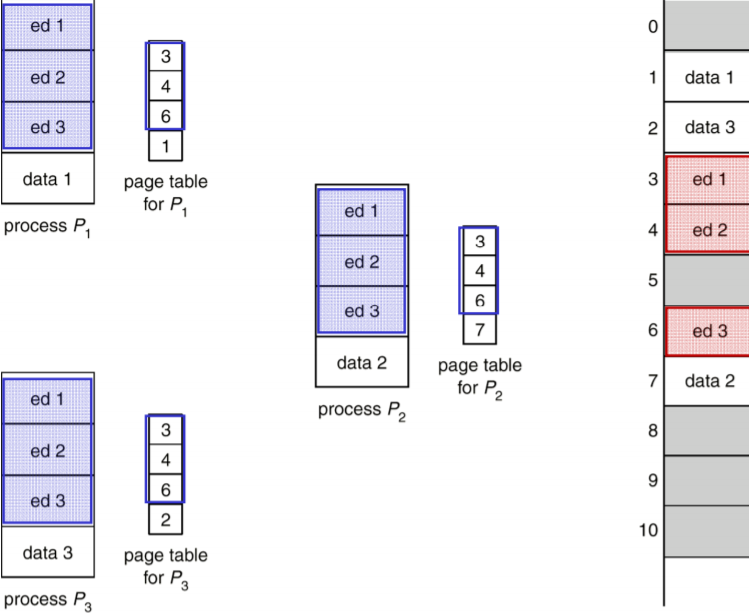 ed 1
ed 2
ed 3
data 1
process P1
3
4
6
1
page table
for P1
ed 1
ed 2
ed 3
data 2
process P2
3
4
6
7
page table
for P2
ed 1
ed 2
ed 3
data 3
process P3
3
4
6
2
page table
for P3
0
1 data 1
2 data 3
3 ed 1
4 ed 2
5
6 ed 3
7 data 2
8
9
10